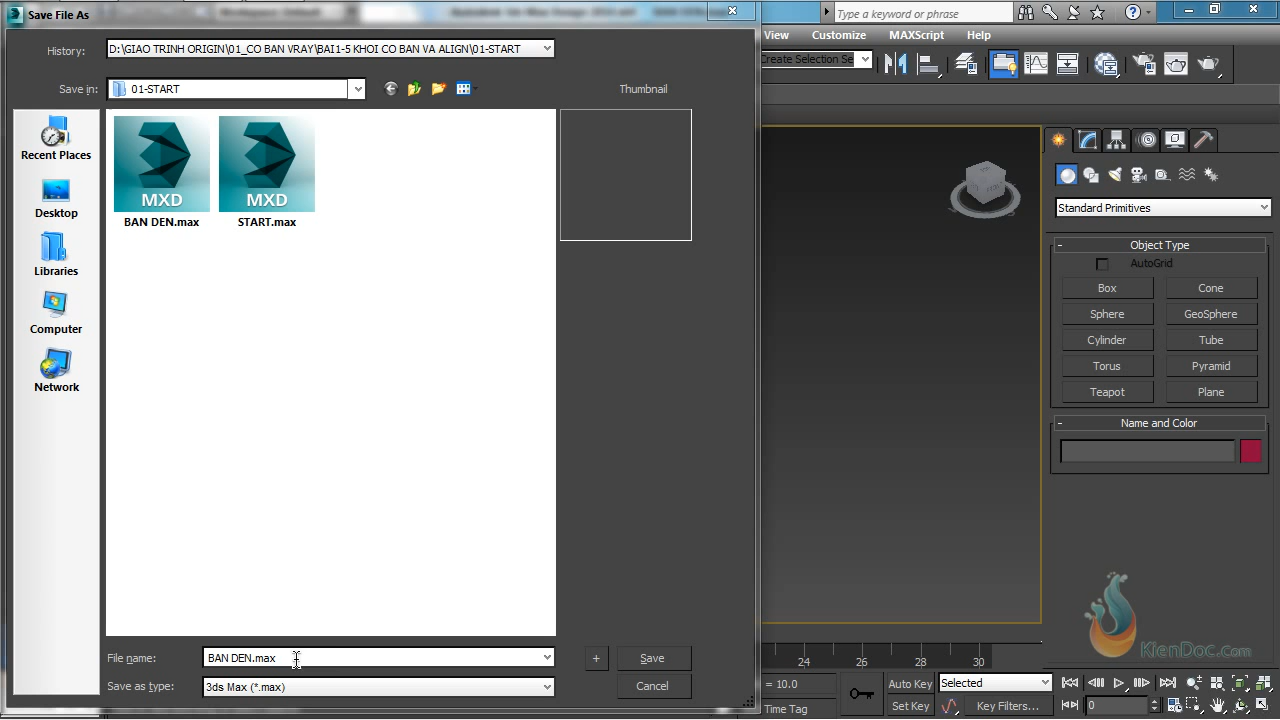 Save File As
Type a keyword or phrase
History:
D:\GIAO TRINH ORIGIN\01_CO BAN VRAY\BAI1-5 KHOI CO BAN VA ALIGN\01-START
View
Customize
MAXScript
Help
Create Selection Se
Save in:
01-START
Thumbnail
Recent Places
Desktop
Libraries
Computer
Network
MXD
MXD
BAN DEN.max
START.max
Standard Primitives
Object Type
AutoGrid
Box
Cone
Sphere
GeoSphere
Cylinder
Tube
Torus
Pyramid
Teapot
Plane
Name and Color
KienDoc.com
File name:
BAN DEN.max
+
Save
Save as type:
3ds Max (*.max)
Cancel
24
26
28
30
= 10.0
Time Tag
Auto Key
Selected
Set Key
Key Filters...
0